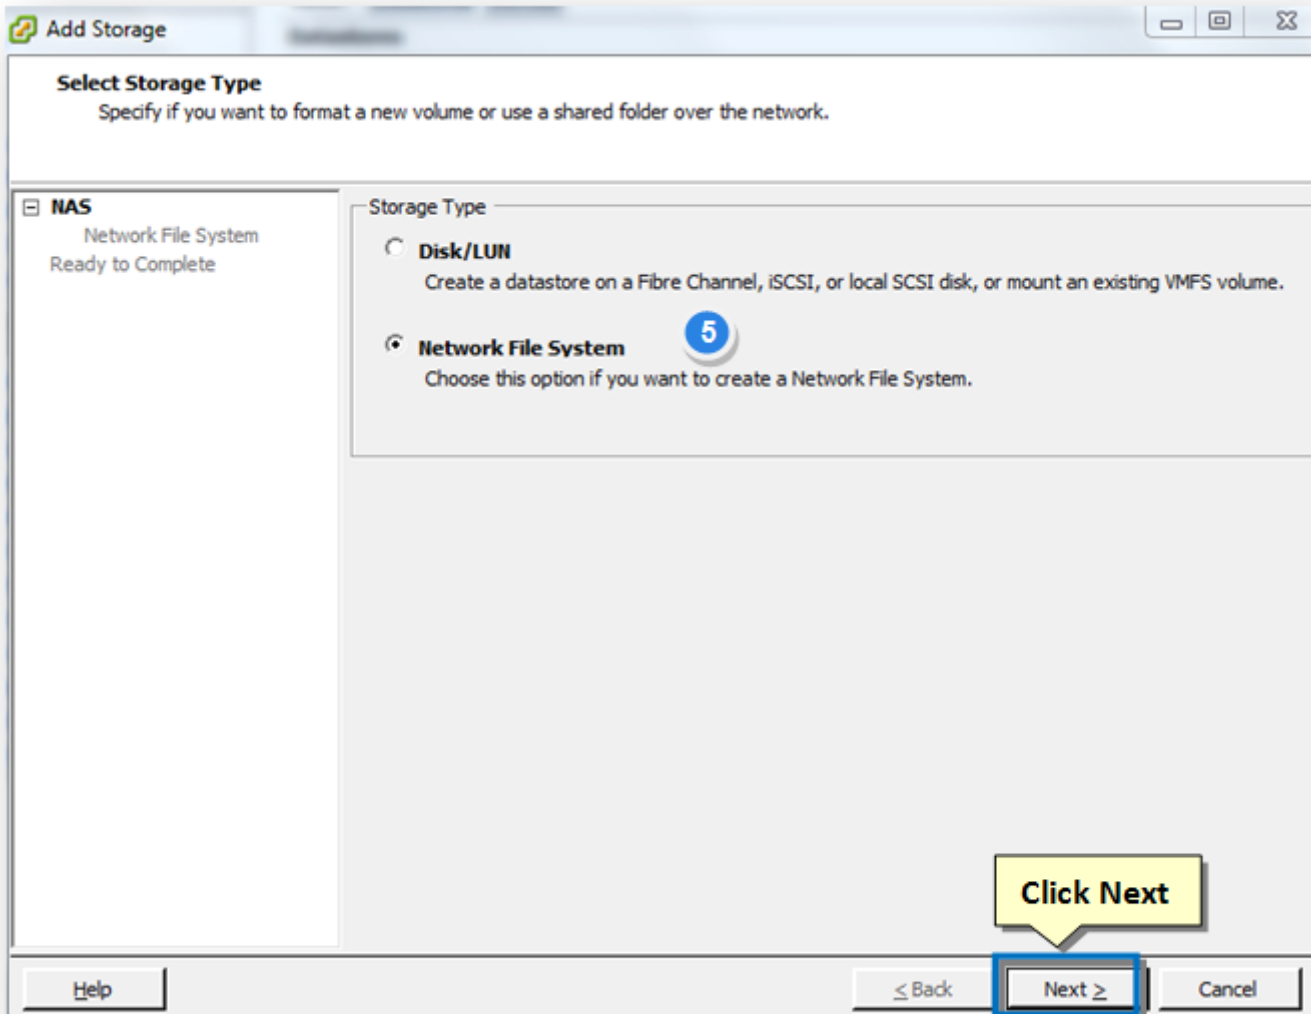 Add Storage
Select Storage Type
Specify if you want to format a new volume or use a shared folder over the network.
NAS
Network File System
Ready to Complete
Storage Type
Disk/LUN
Create a datastore on a Fibre Channel, iSCSI, or local SCSI disk, or mount an existing VMFS volume.
Network File System
5
Choose this option if you want to create a Network File System.
Click Next
Help
< Back
Next >
Cancel